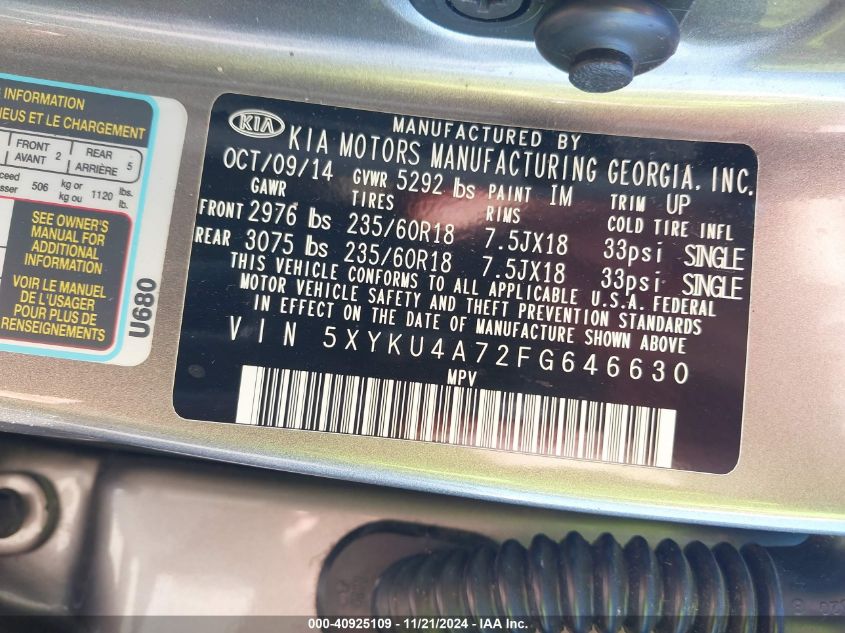 INFORMATION
IEUS ET LE CHARGEMENT
FRONT 2 REAR 5
AVANT ARRIÈRE
506 kg or 1120 lbs.
kg ou lb.
SEE OWNER'S
MANUAL FOR
ADDITIONAL
INFORMATION
VOIR LE MANUEL
DE L'USAGER
POUR PLUS DE
RENSEIGNEMENTS
U680
MANUFACTURED BY
KIA KIA MOTORS MANUFACTURING GEORGIA, INC.
OCT/09/14 GVWR 5292 lbs PAINT IM TRIM UP
GAWR TIRES RIMS COLD TIRE INFL
FRONT 2976 lbs 235/60R18 7.5JX18 33psi SINGLE
REAR 3075 lbs 235/60R18 7.5JX18 33psi SINGLE
THIS VEHICLE CONFORMS TO ALL APPLICABLE U.S.A. FEDERAL
MOTOR VEHICLE SAFETY AND THEFT PREVENTION STANDARDS
IN EFFECT ON THE DATE OF MANUFACTURE SHOWN ABOVE
VIN 5XYKU4A72FG646630
MPV
000-40925109 - 11/21/2024 - IAA Inc.